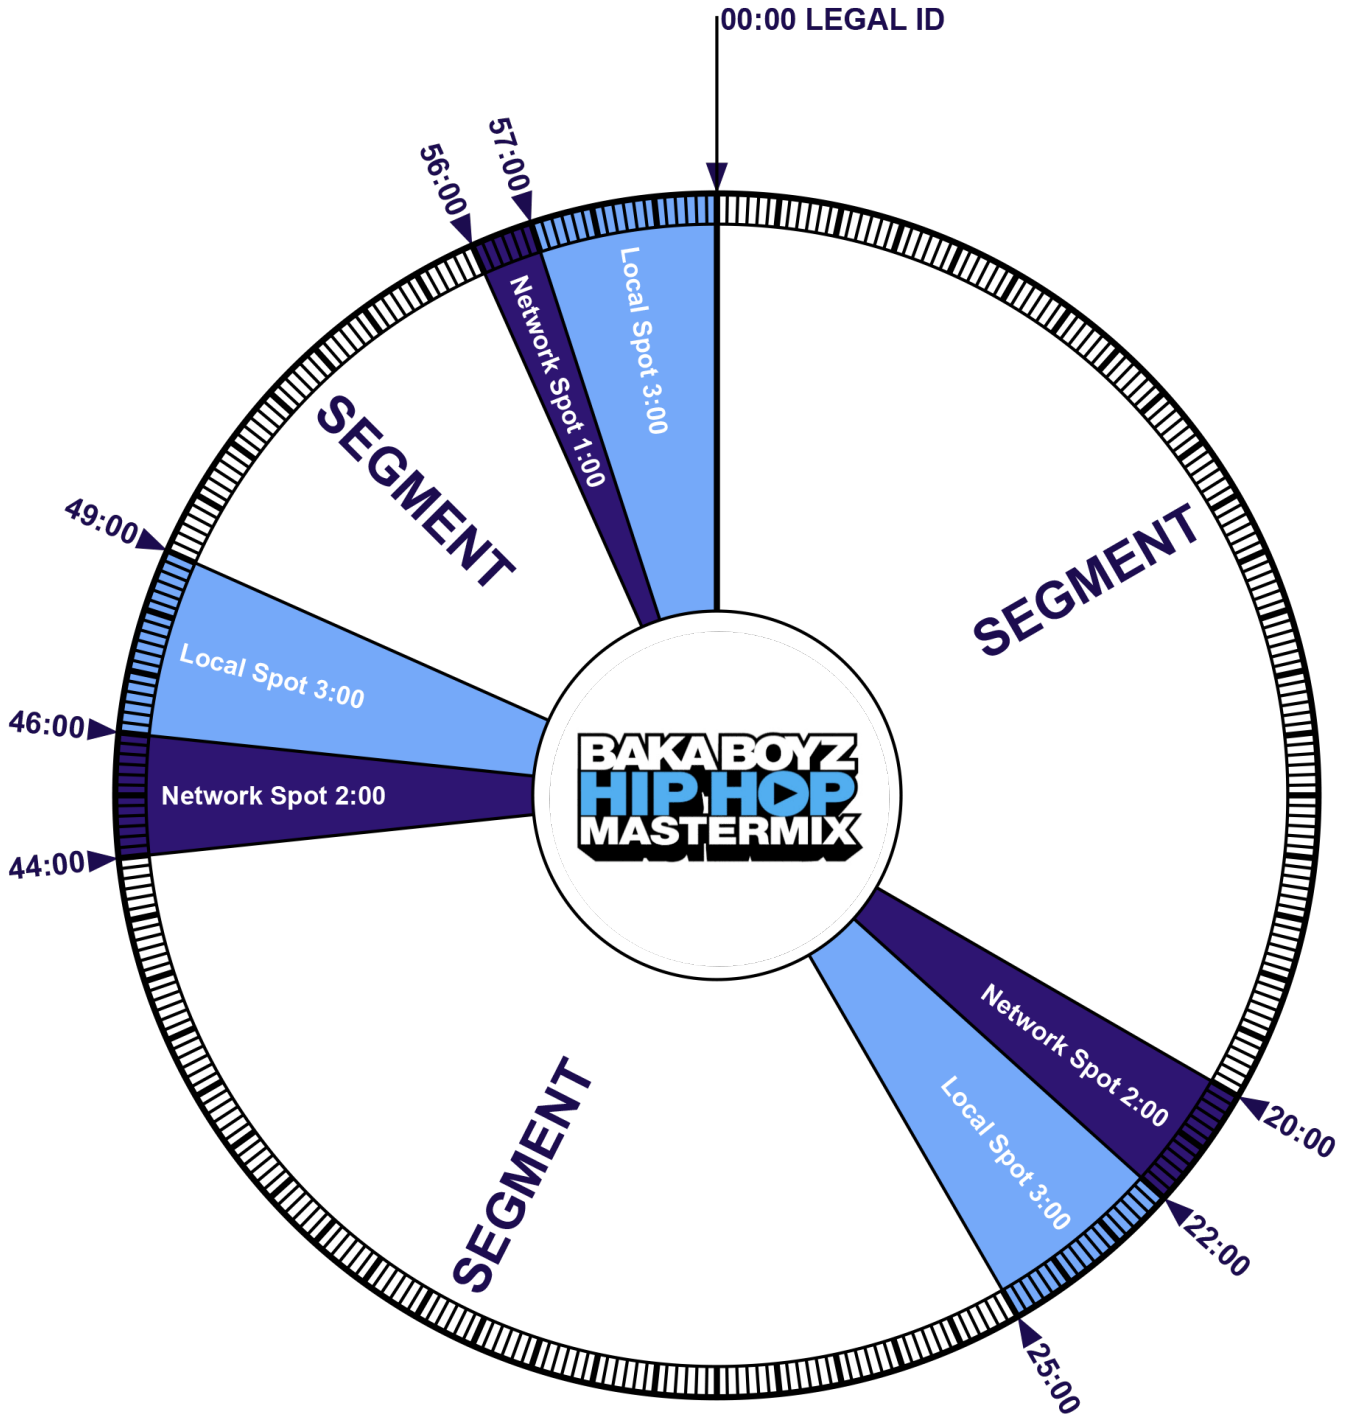 00:00 LEGAL ID
57:00
56:00
Local Spot 3:00
Network Spot 1:00
SEGMENT
SEGMENT
49:00
Local Spot 3:00
46:00
Network Spot 2:00
44:00
BAKA BOYZ
HIP HOP
MASTERMIX
Network Spot 2:00
20:00
Local Spot 3:00
22:00
SEGMENT
25:00